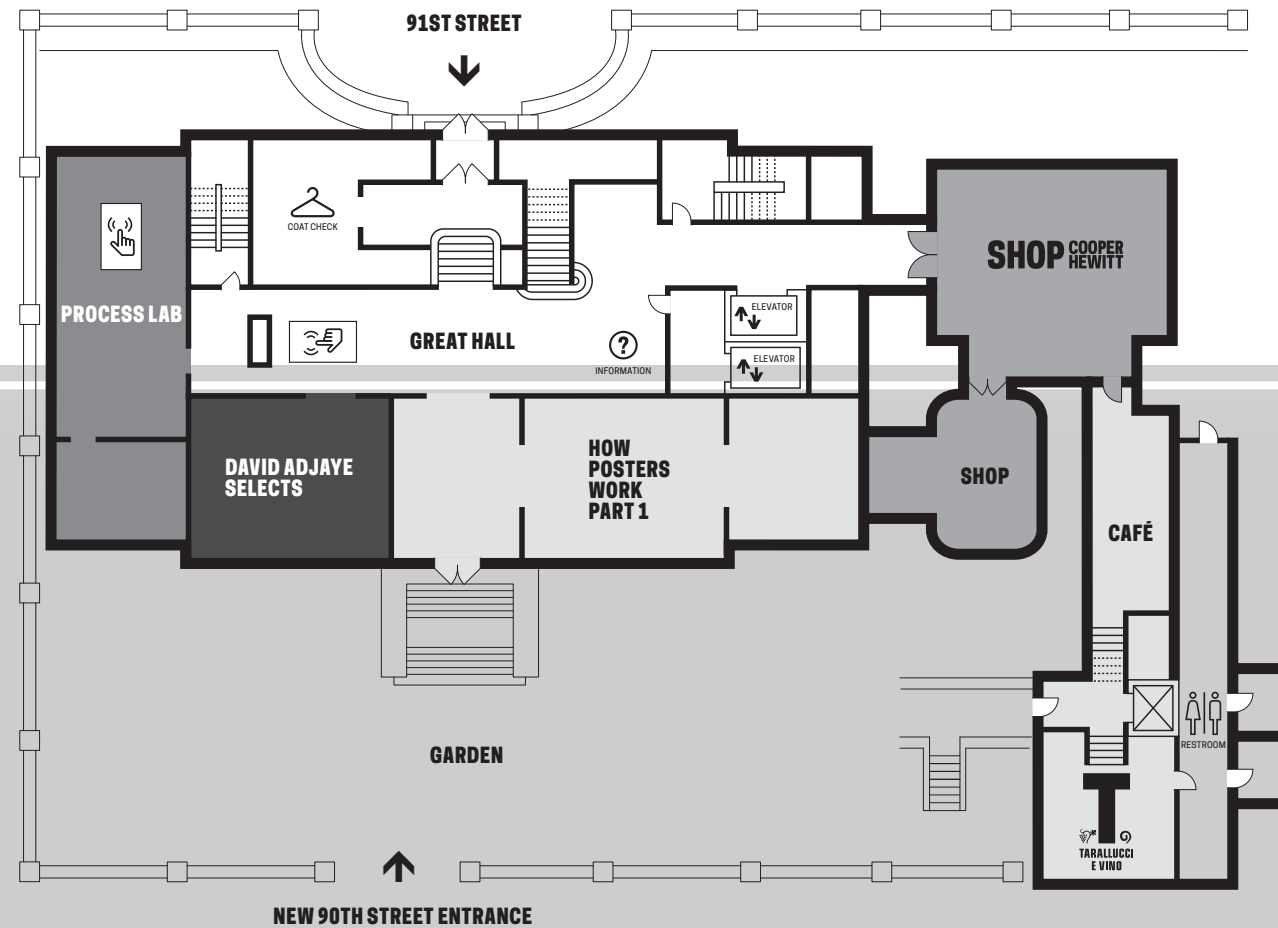 91ST STREET
COAT CHECK
PROCESS LAB
SHOP COOPER
HEWITT
ELEVATOR
GREAT HALL
?
INFORMATION
ELEVATOR
DAVID ADJAYE
SELECTS
HOW
POSTERS
WORK
PART 1
SHOP
CAFÉ
GARDEN
RESTROOM
T
TARALLUCCI
E VINO
NEW 90TH STREET ENTRANCE